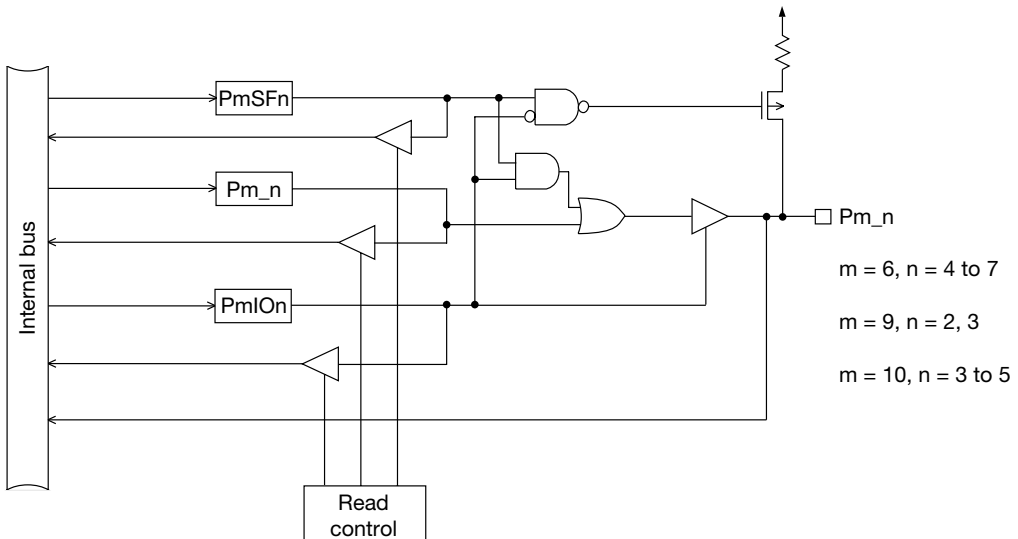 PmSFn
Pm_n
Internal bus
PmIOn
Pm_n
m = 6, n = 4 to 7
m = 9, n = 2, 3
m = 10, n = 3 to 5
Read
control